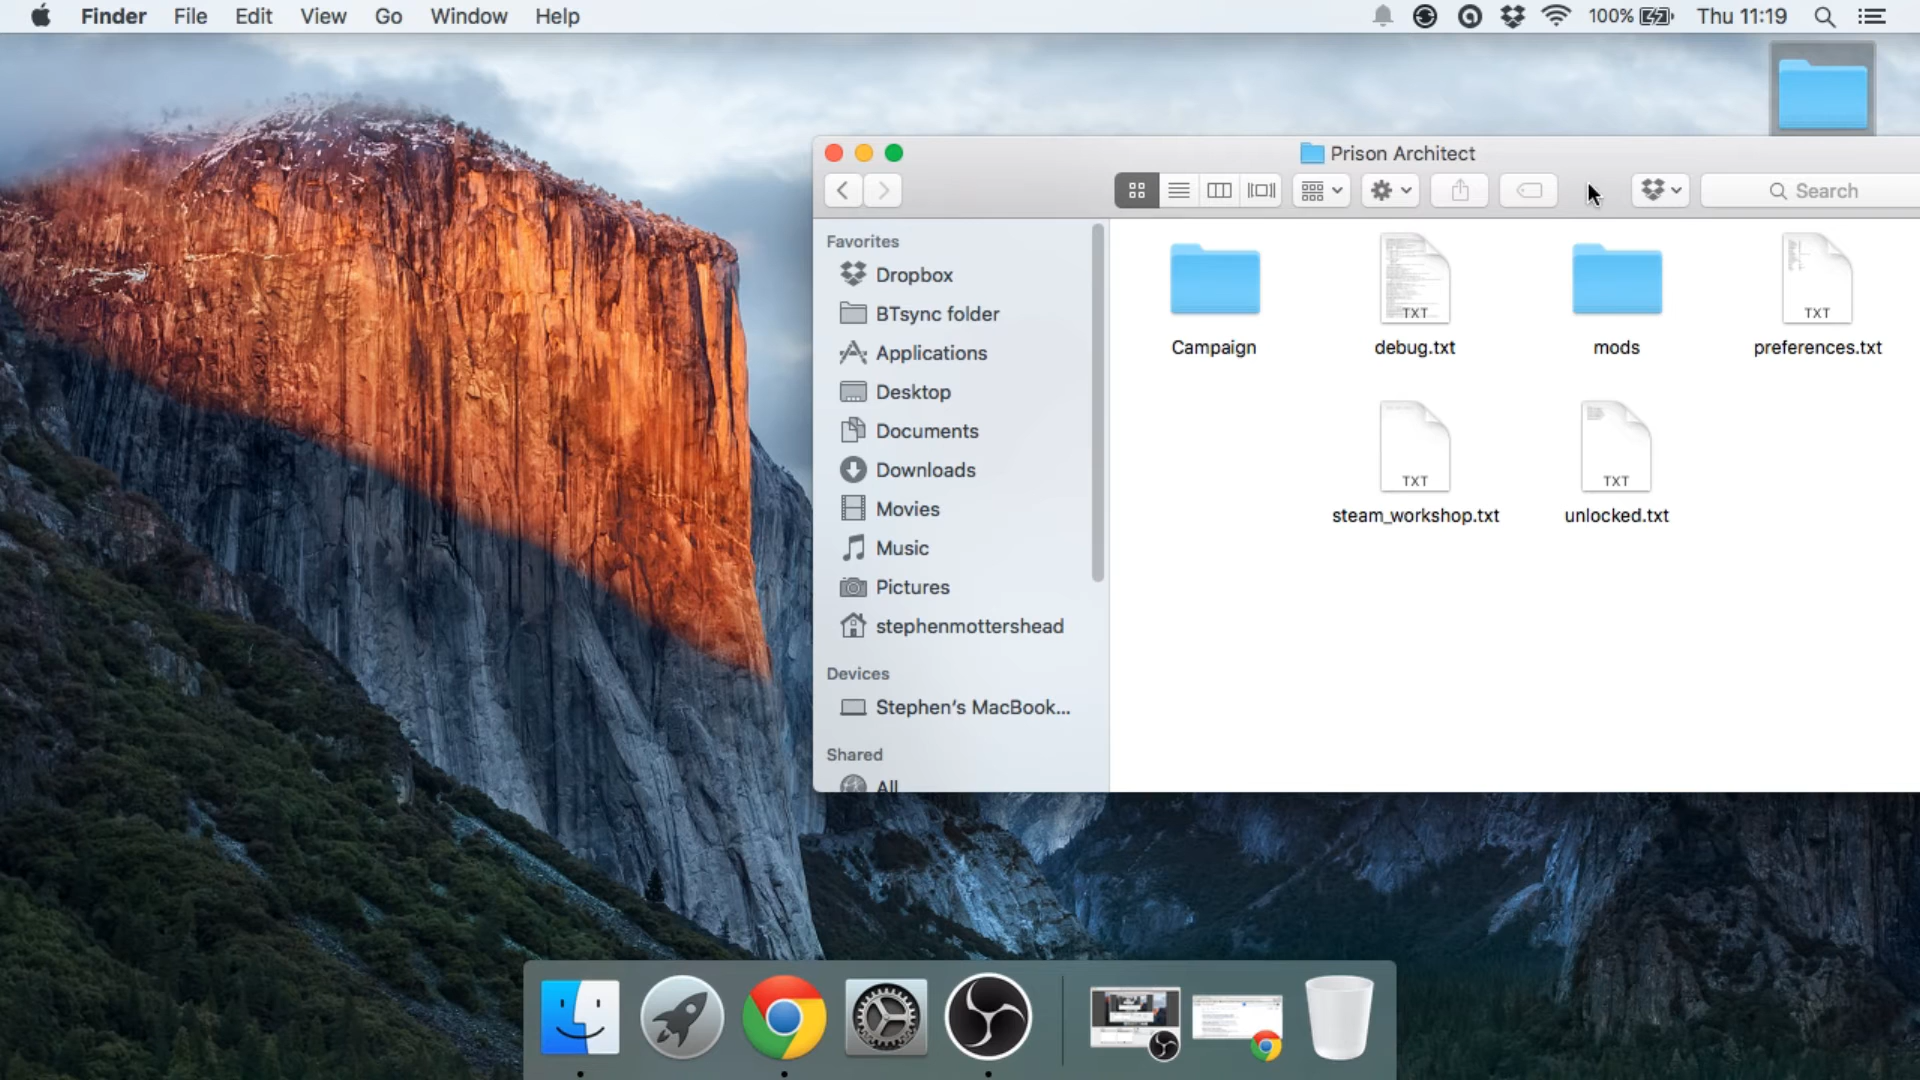 Finder File Edit View Go Window Help 100% Thu 11:19
Prison Architect
Search
Favorites
Dropbox
BTsync folder
Applications
Desktop
Documents
Downloads
Movies
Music
Pictures
stephenmottershead
Devices
Stephen's MacBook...
Shared
All
TXT TXT
Campaign debug.txt mods preferences.txt
TXT TXT
steam_workshop.txt unlocked.txt